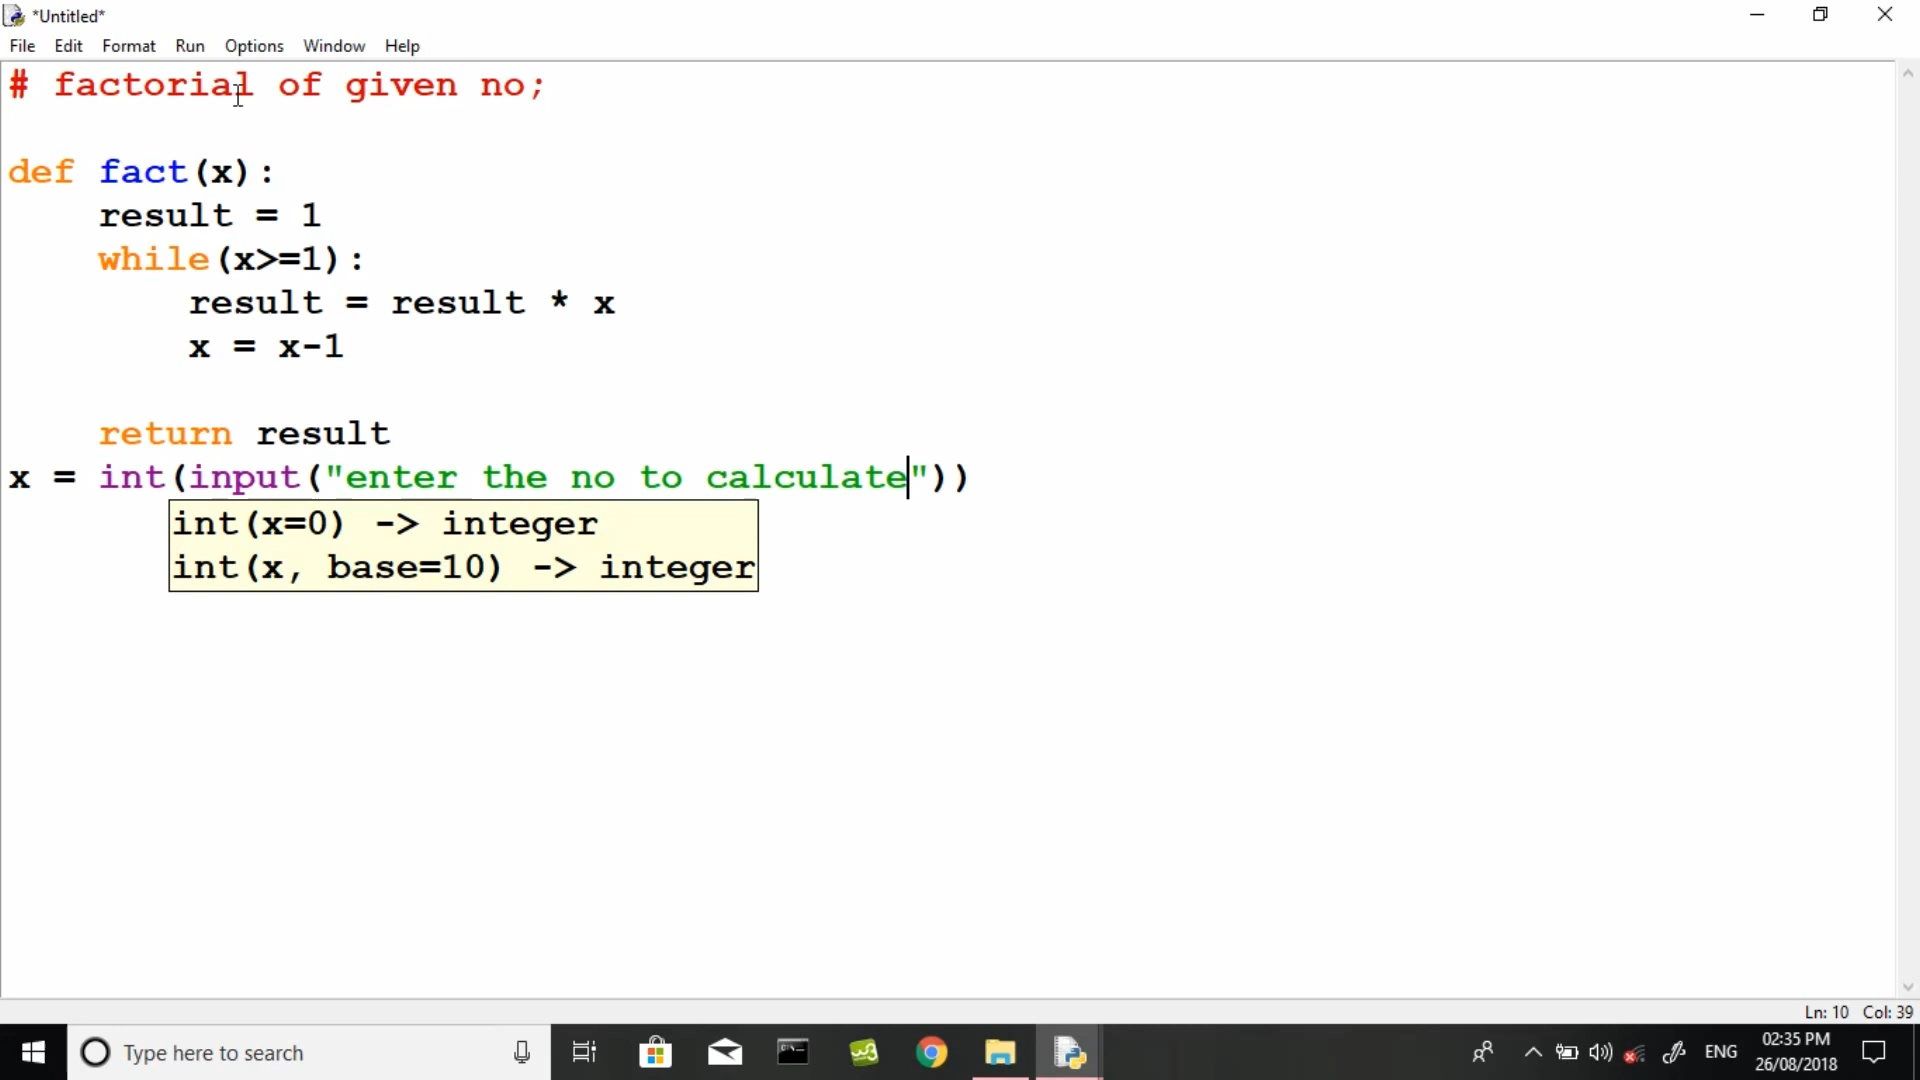 *Untitled*
File Edit Format Run Options Window Help
# factorial of given no;
def fact(x):
result = 1
while(x>=1):
result = result * x
x = x-1
return result
x = int(input("enter the no to calculate"))
int(x=0) -> integer
int(x, base=10) -> integer
Ln: 10 Col: 39
Type here to search
ENG
02:35 PM
26/08/2018